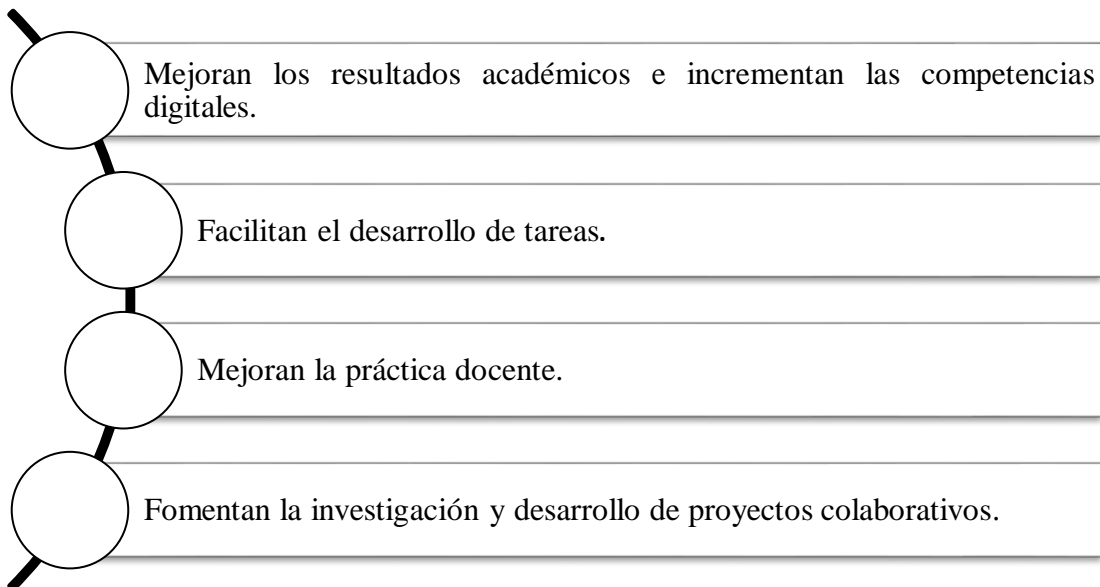 Mejoran los resultados académicos e incrementan las competencias
digitales.
Facilitan el desarrollo de tareas.
Mejoran la práctica docente.
Fomentan la investigación y desarrollo de proyectos colaborativos.